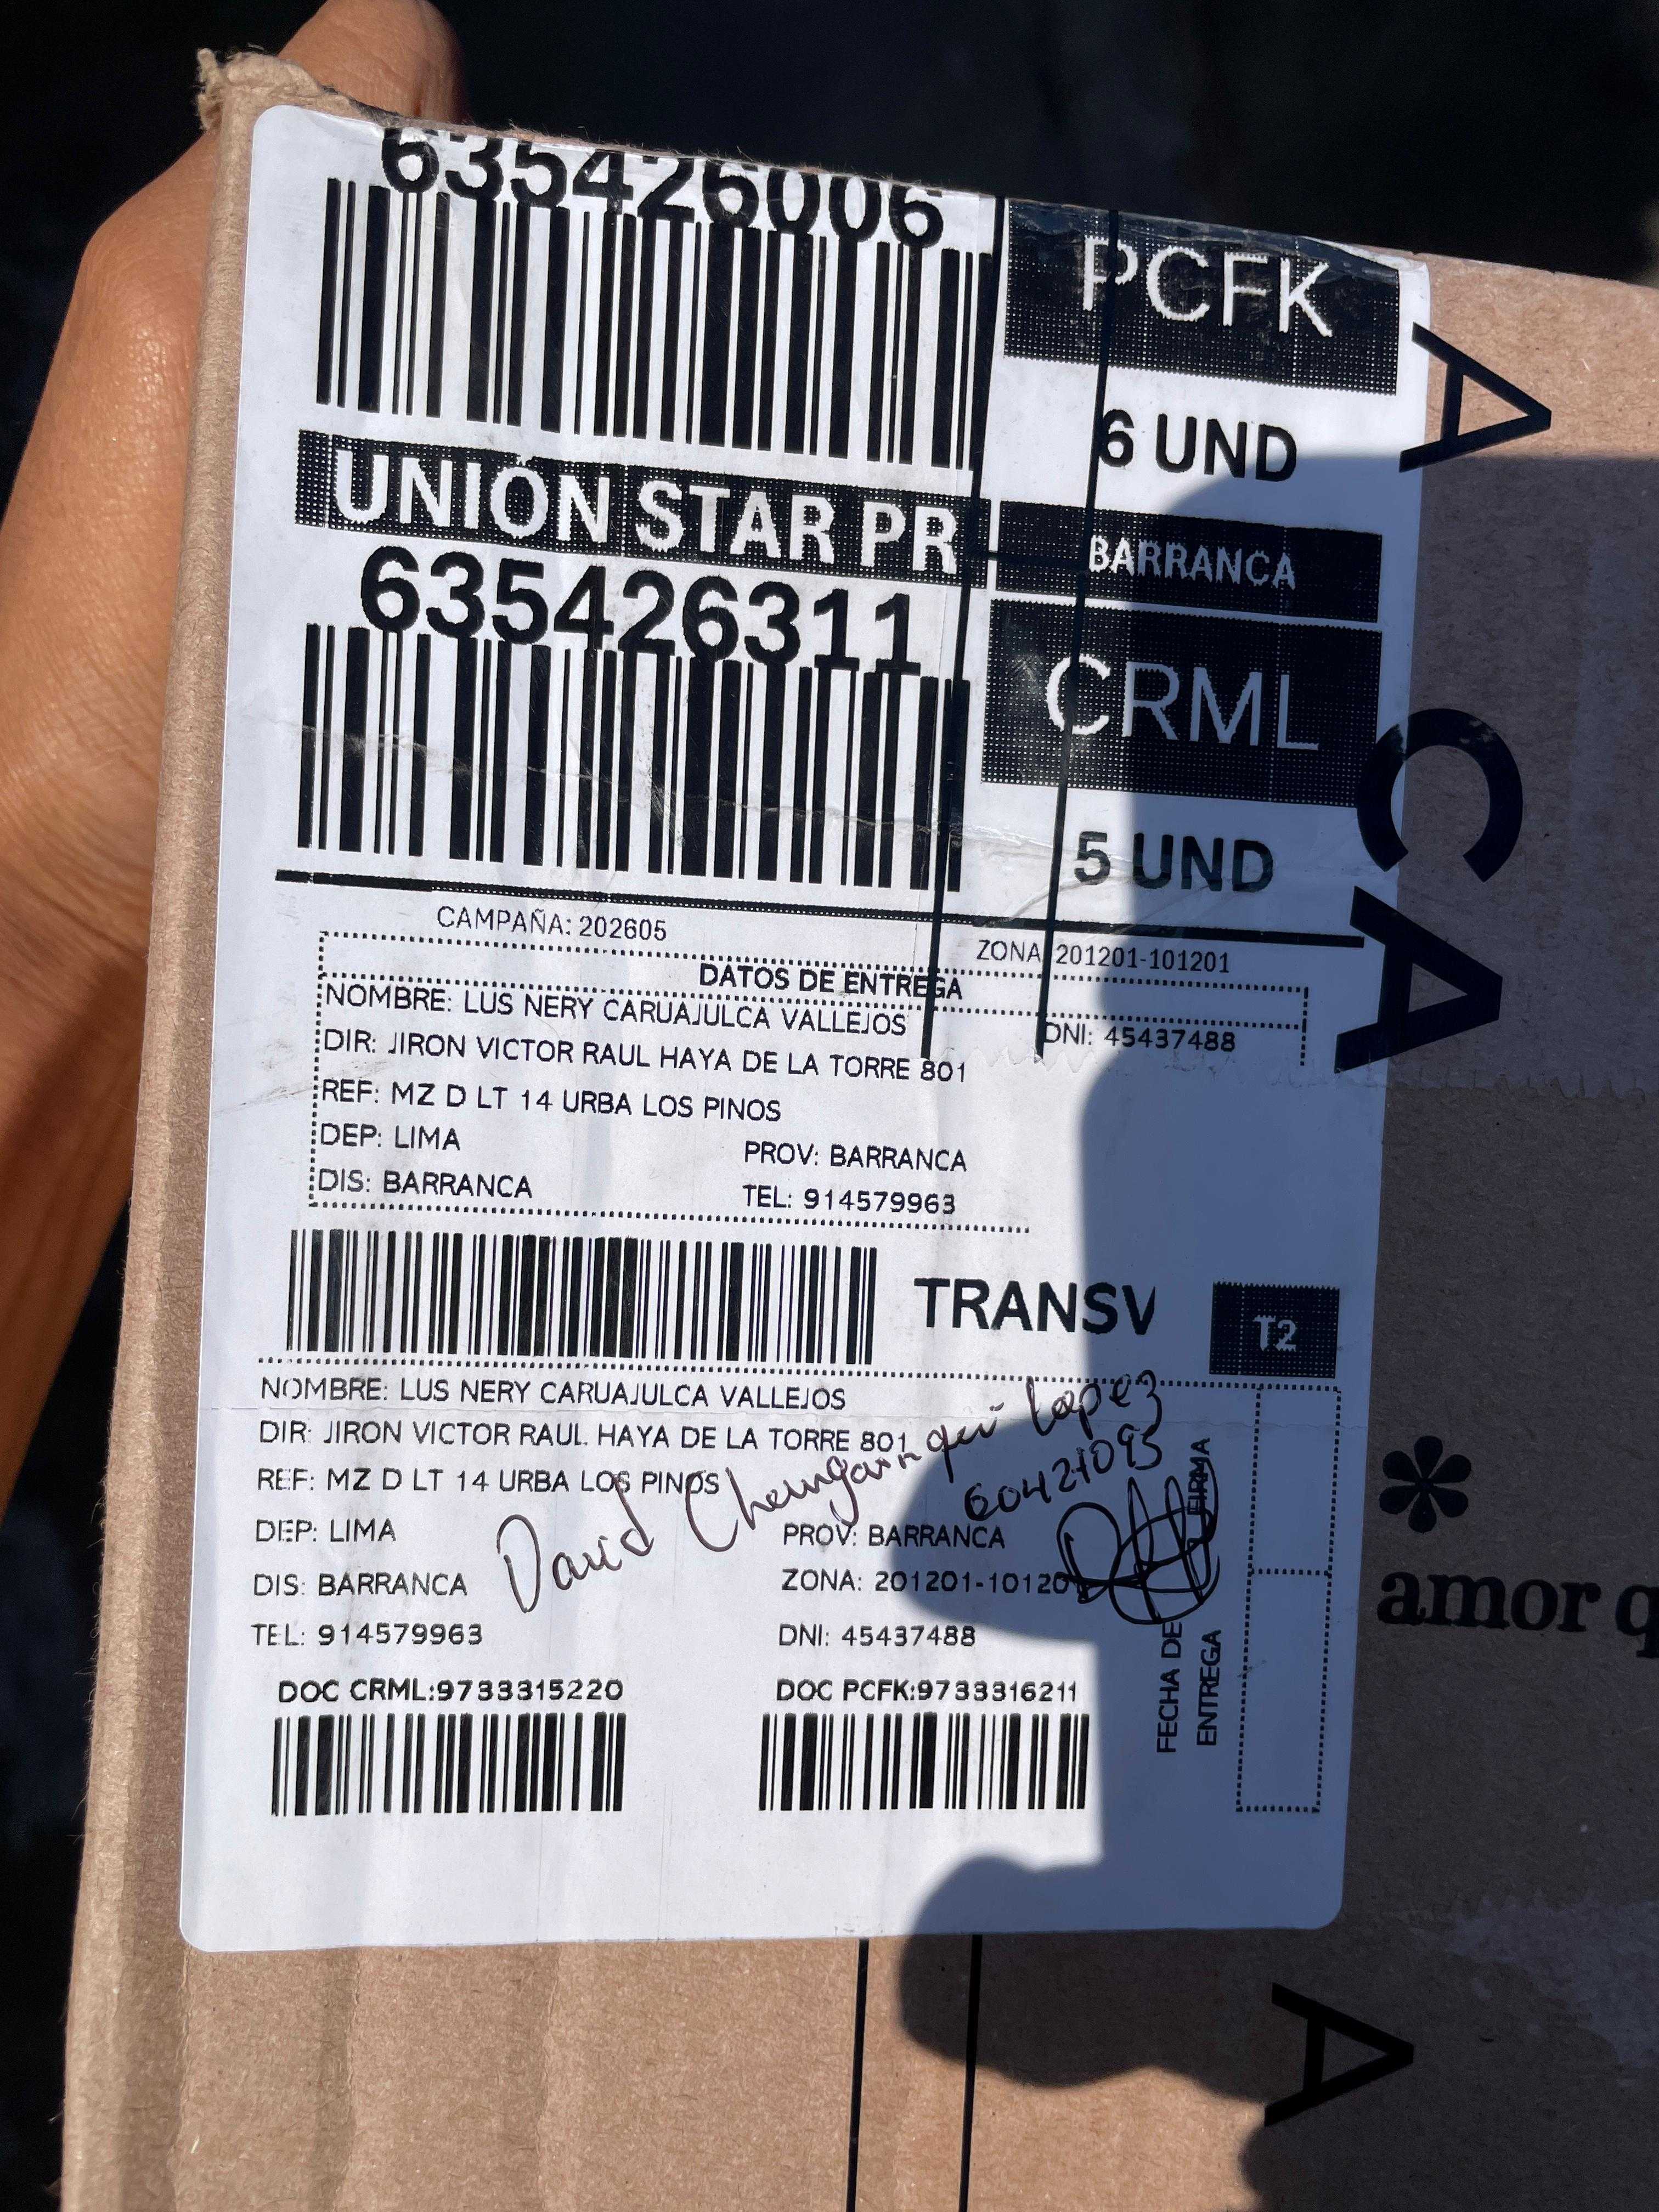 635426006
PCFK
6 UND
UNIÓN STAR PR
BARRANCA
635426311
CRML
5 UND
CAMPAÑA: 202605
ZONA: 201201-101201
DATOS DE ENTREGA
NOMBRE: LUS NERY CARUAJULCA VALLEJOS
DNI: 45437488
DIR: JIRON VICTOR RAUL HAYA DE LA TORRE 801
REF: MZ D LT 14 URBA LOS PINOS
DEP: LIMA
PROV: BARRANCA
DIS: BARRANCA
TEL: 914579963
TRANSV
T2
NOMBRE: LUS NERY CARUAJULCA VALLEJOS
DIR: JIRON VICTOR RAUL HAYA DE LA TORRE 801
REF: MZ D LT 14 URBA LOS PINOS
DEP: LIMA
PROV: BARRANCA
DIS: BARRANCA
ZONA: 201201-10120
TEL: 914579963
DNI: 45437488
David Lopez
FIRMA
FECHA DE
ENTREGA
DOC CRML:9733315220
DOC PCFK:9733316211
A
CA
amor q
A